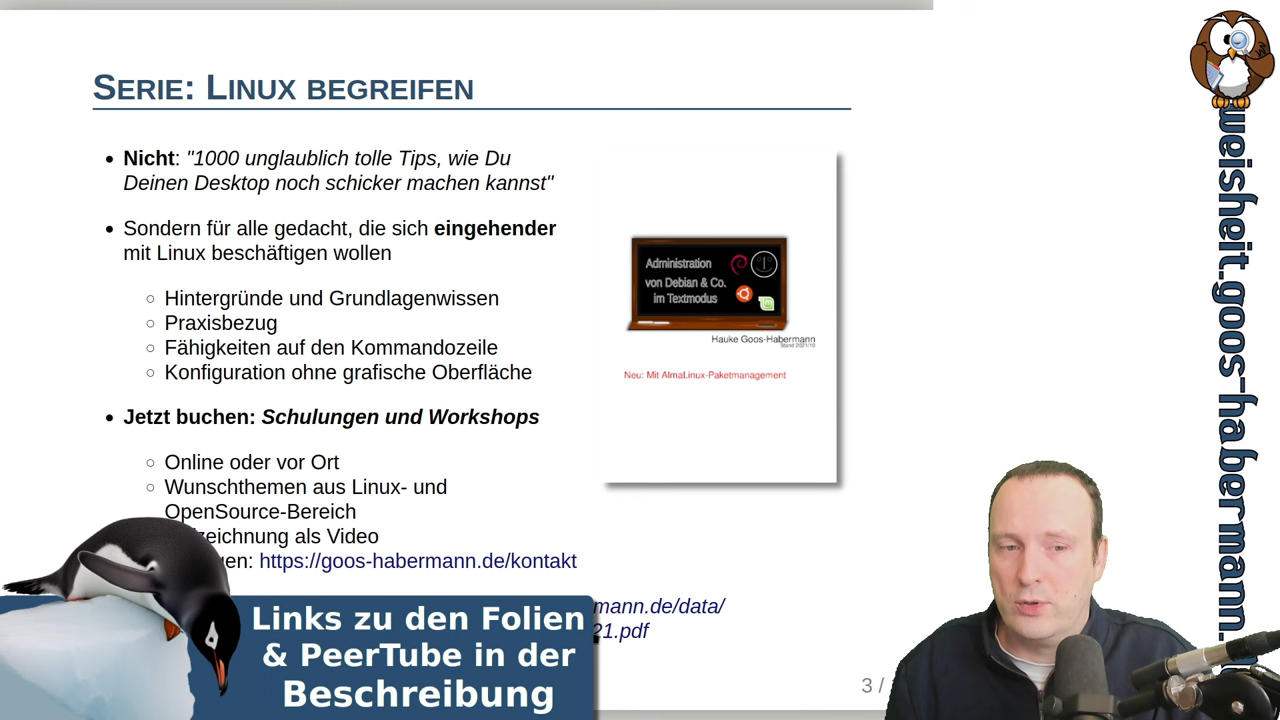 SERIE: LINUX BEGREIFEN
• Nicht: "1000 unglaublich tolle Tips, wie Du
Deinen Desktop noch schicker machen kannst"
• Sondern für alle gedacht, die sich eingehender
mit Linux beschäftigen wollen
○ Hintergründe und Grundlagenwissen
○ Praxisbezug
○ Fähigkeiten auf den Kommandozeile
○ Konfiguration ohne grafische Oberfläche
• Jetzt buchen: Schulungen und Workshops
○ Online oder vor Ort
○ Wunschthemen aus Linux- und
OpenSource-Bereich
zeichnung als Video
gen: https://goos-habermann.de/kontakt
mann.de/data/
21.pdf
Administration
von Debian & Co.
im Textmodus
Hauke Goos-Habermann
Stand 2021/10
Neu: Mit AlmaLinux-Paketmanagement
Links zu den Folien
& PeerTube in der
Beschreibung
3 /
weisheit.goos-habermann.